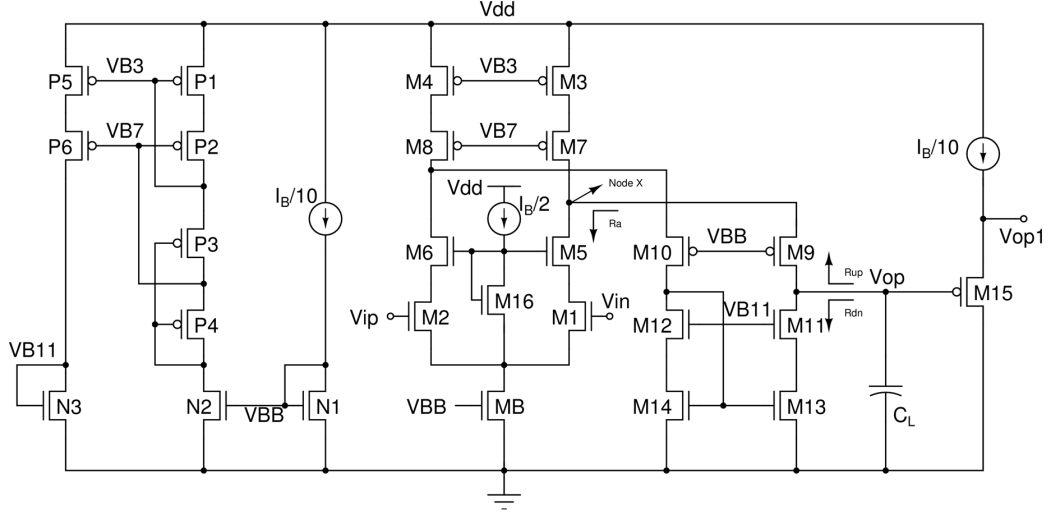 Vdd
P5
VB3
P1
M4
VB3
M3
P6
VB7
P2
M8
VB7
M7
I_B/10
I_B/10
Vdd
I_B/2
Node X
Ra
P3
M6
M5
M10
VBB
M9
Vop1
Rup
Vop
M16
M15
P4
Vip
M2
M1
Vin
M12
VB11
M11
Rdn
VB11
N3
N2
VBB
N1
VBB
MB
M14
M13
C_L